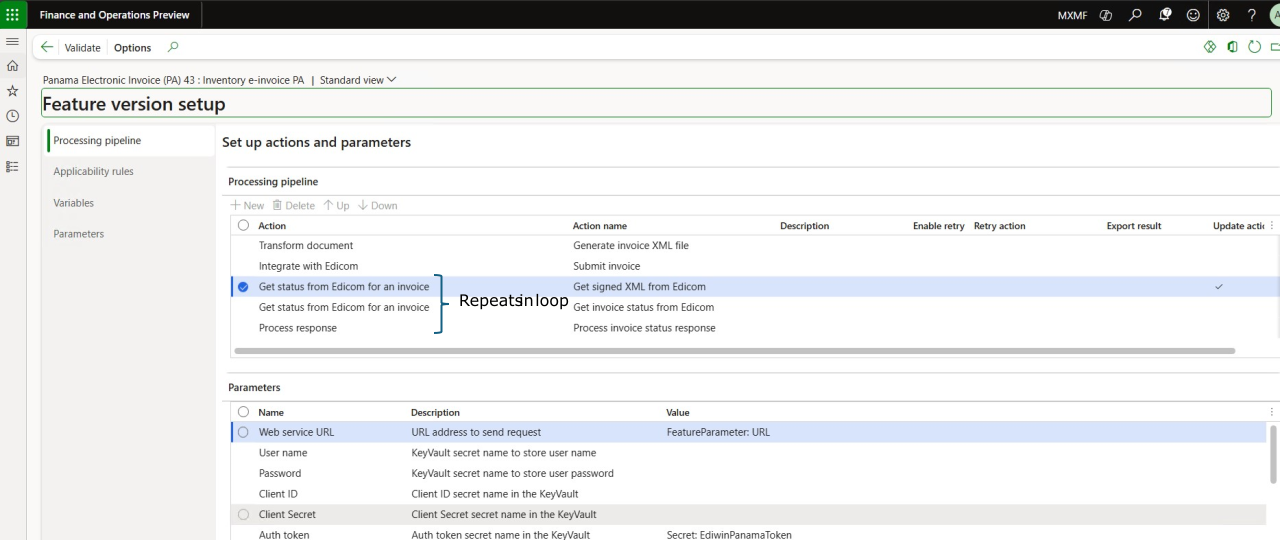 Finance and Operations Preview
MXMF
7
?
A
Validate
Options
Panama Electronic Invoice (PA) 43 : Inventory e-invoice PA | Standard view
Feature version setup
Processing pipeline
Applicability rules
Variables
Parameters
Set up actions and parameters
Processing pipeline
New Delete Up Down
Action Action name Description Enable retry Retry action Export result Update actic
Transform document Generate invoice XML file
Integrate with Edicom Submit invoice
Get status from Edicom for an invoice Get signed XML from Edicom
Repeats in loop
Get status from Edicom for an invoice Get invoice status from Edicom
Process response Process invoice status response
Parameters
Name Description Value
Web service URL URL address to send request FeatureParameter: URL
User name KeyVault secret name to store user name
Password KeyVault secret name to store user password
Client ID Client ID secret name in the KeyVault
Client Secret Client Secret secret name in the KeyVault
Auth token Auth token secret name in the KeyVault Secret: EdiwinPanamaToken